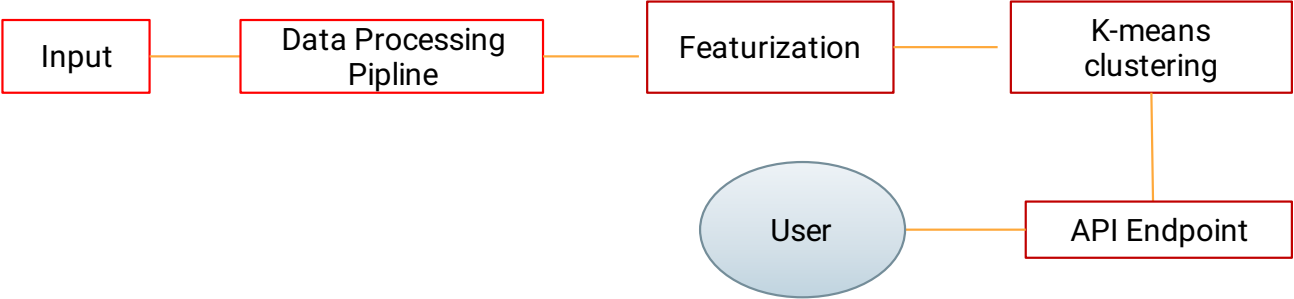 Input
Data Processing
Pipline
Featurization
K-means
clustering
User
API Endpoint